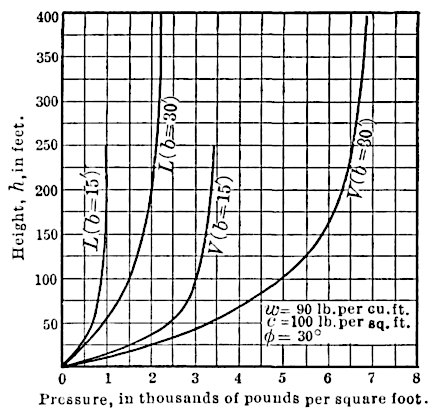 400
350
300
250
200
150
100
50
Height, h, in feet.
L(b=15')
L(b=30')
V(b=15')
V(b=30')
w= 90 lb. per cu. ft.
c =100 lb. per sq. ft.
ϕ= 30°
0 1 2 3 4 5 6 7 8
Pressure, in thousands of pounds per square foot.